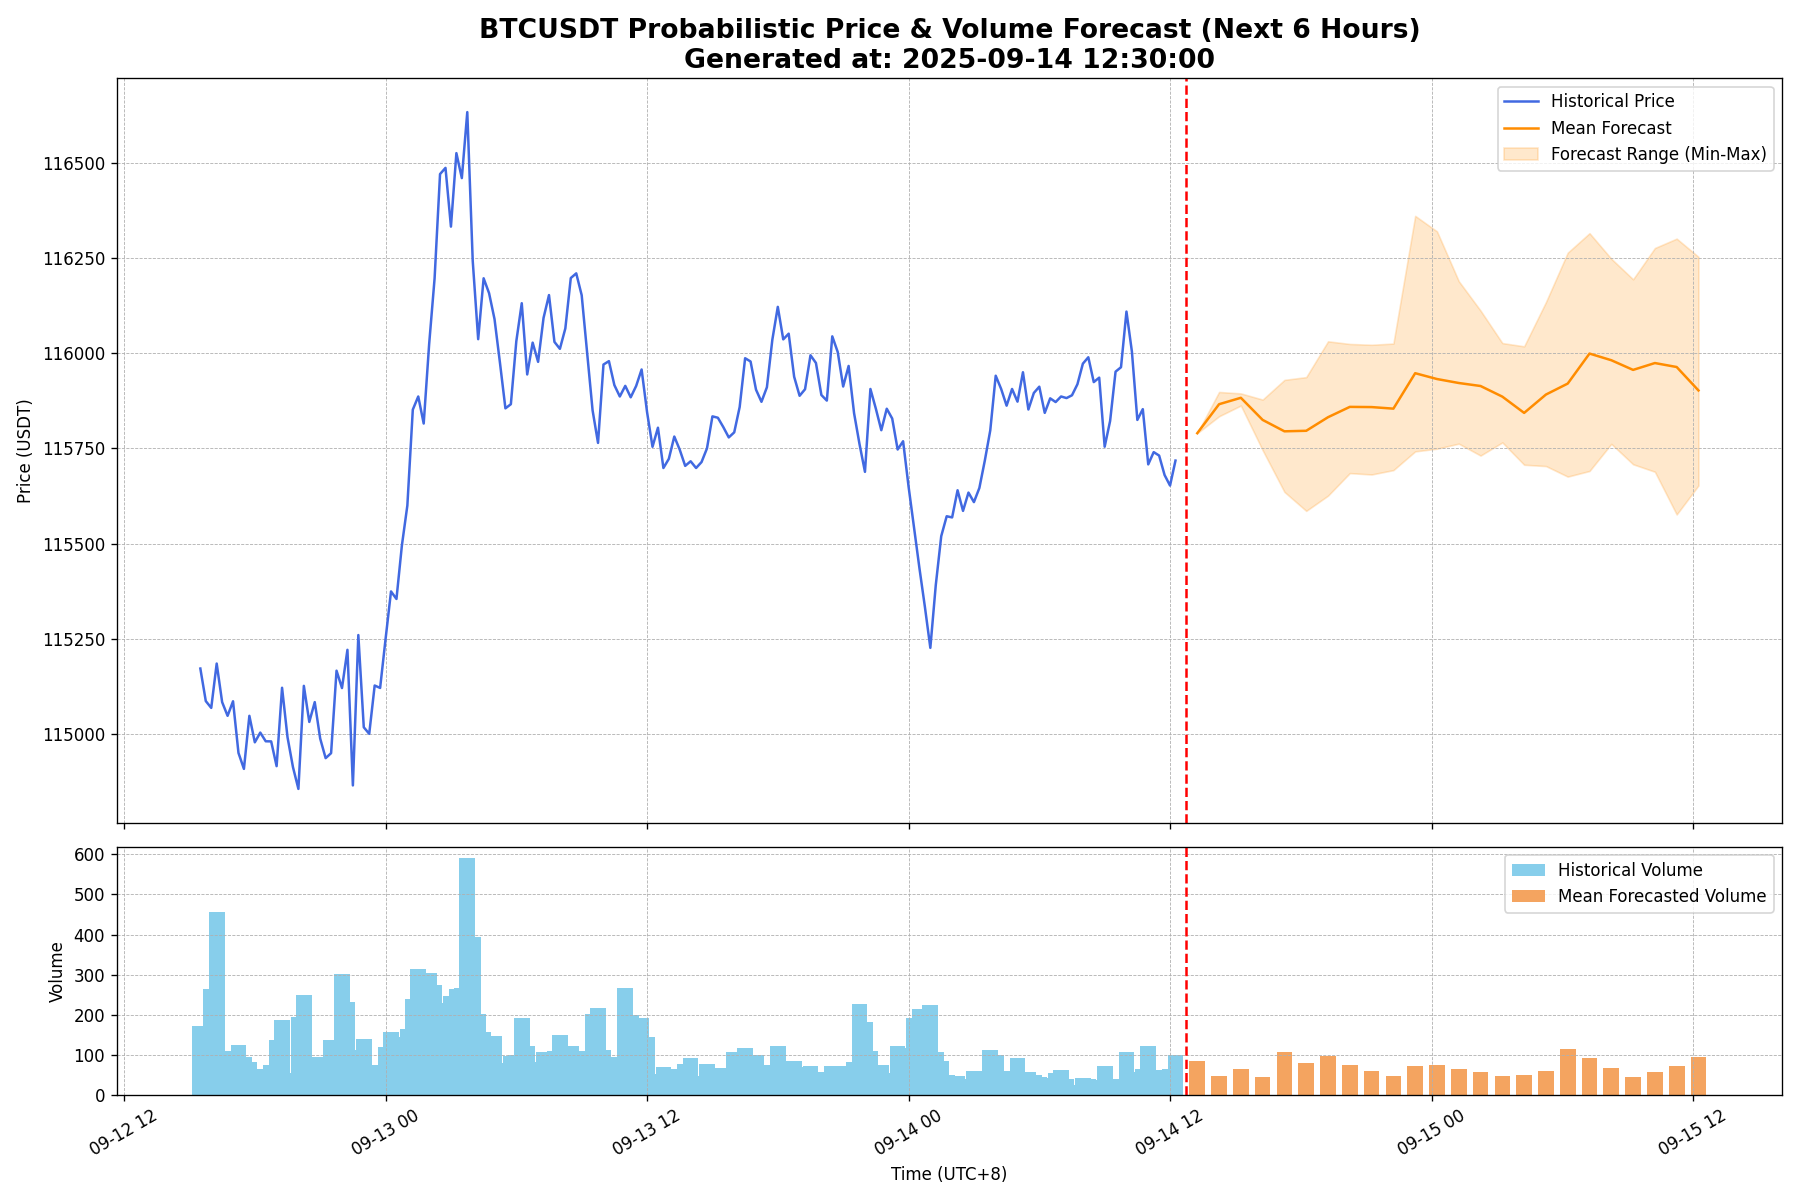 BTCUSDT Probabilistic Price & Volume Forecast (Next 6 Hours)
Generated at: 2025-09-14 12:30:00
Historical Price
Mean Forecast
Forecast Range (Min-Max)
116500
116250
116000
115750
115500
115250
115000
Price (USDT)
Historical Volume
Mean Forecasted Volume
600
500
400
300
200
100
0
Volume
09-12 12
09-13 00
09-13 12
09-14 00
09-14 12
09-15 00
09-15 12
Time (UTC+8)